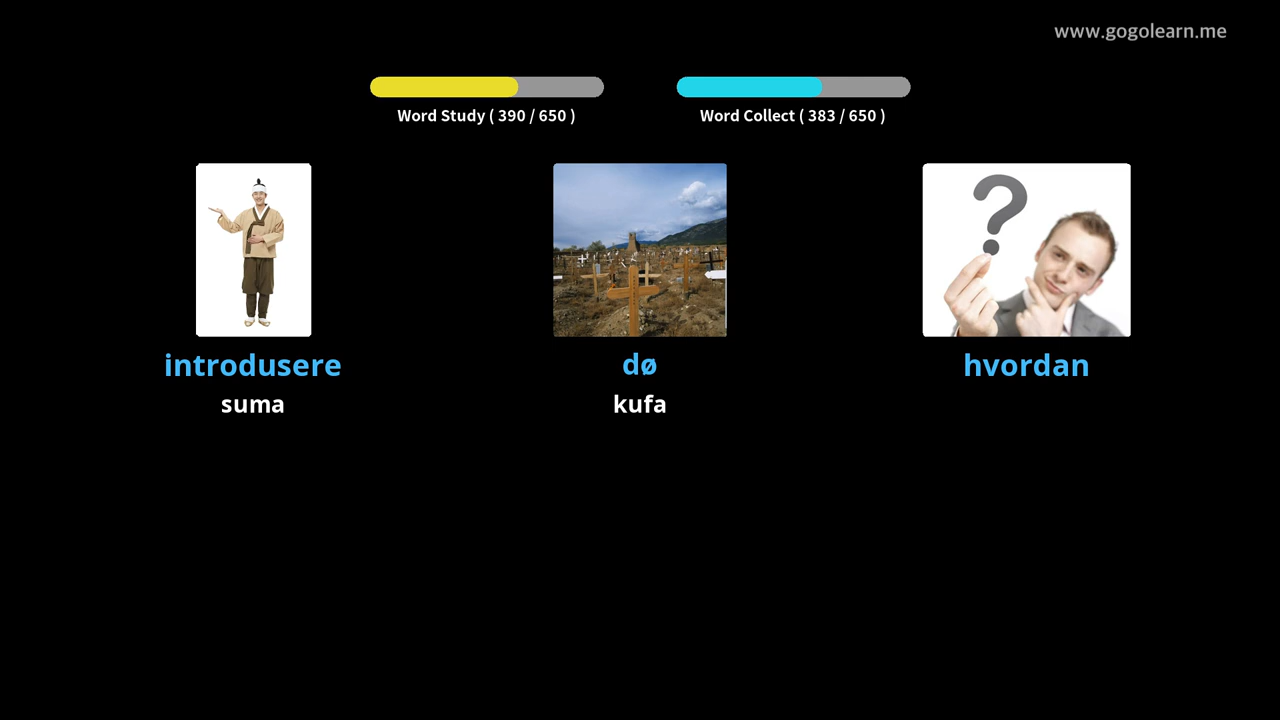 www.gogolearn.me
Word Study ( 390 / 650 )
Word Collect ( 383 / 650 )
introdusere
dø
hvordan
suma
kufa